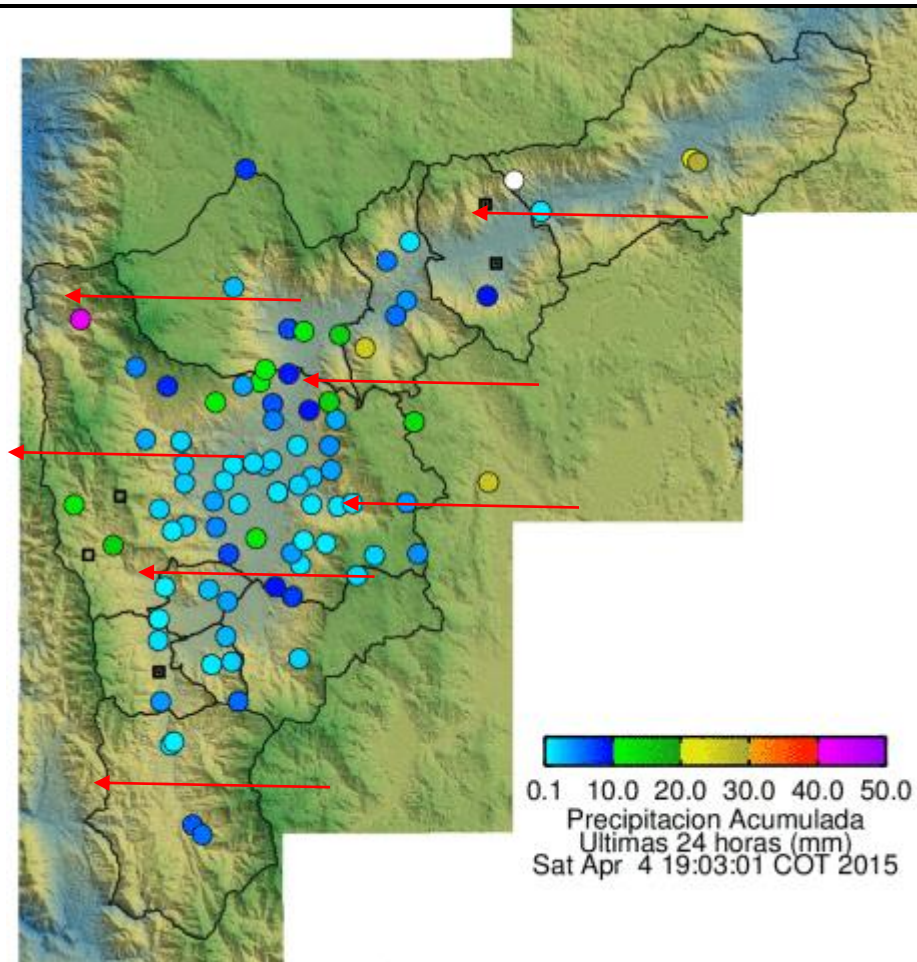 0.1 10.0 20.0 30.0 40.0 50.0
Precipitacion Acumulada
Ultimas 24 horas (mm)
Sat Apr 4 19:03:01 COT 2015